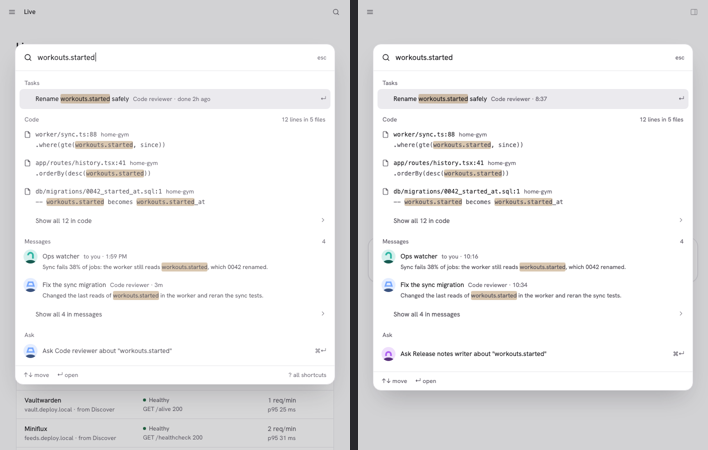 Live
workouts.started
esc
Tasks
Rename workouts.started safely Code reviewer · done 2h ago
Code 12 lines in 5 files
worker/sync.ts:88 home-gym
.where(gte(workouts.started, since))
app/routes/history.tsx:41 home-gym
.orderBy(desc(workouts.started))
db/migrations/0042_started_at.sql:1 home-gym
-- workouts.started becomes workouts.started_at
Show all 12 in code
Messages 4
Ops watcher to you · 1:59 PM
Sync fails 38% of jobs: the worker still reads workouts.started, which 0042 renamed.
Fix the sync migration Code reviewer · 3m
Changed the last reads of workouts.started in the worker and reran the sync tests.
Show all 4 in messages
Ask
Ask Code reviewer about "workouts.started" ⌘↵
↑↓ move ↵ open ? all shortcuts
Vaultwarden Healthy 1 req/min
vault.deploy.local · from Discover GET /alive 200 p95 25 ms
Miniflux Healthy 2 req/min
feeds.deploy.local · from Discover GET /healthcheck 200 p95 31 ms
workouts.started
esc
Tasks
Rename workouts.started safely Code reviewer · 8:37
Code 12 lines in 5 files
worker/sync.ts:88 home-gym
.where(gte(workouts.started, since))
app/routes/history.tsx:41 home-gym
.orderBy(desc(workouts.started))
db/migrations/0042_started_at.sql:1 home-gym
-- workouts.started becomes workouts.started_at
Show all 12 in code
Messages 4
Ops watcher to you · 10:16
Sync fails 38% of jobs: the worker still reads workouts.started, which 0042 renamed.
Fix the sync migration Code reviewer · 10:34
Changed the last reads of workouts.started in the worker and reran the sync tests.
Show all 4 in messages
Ask
Ask Release notes writer about "workouts.started" ⌘↵
↑↓ move ↵ open